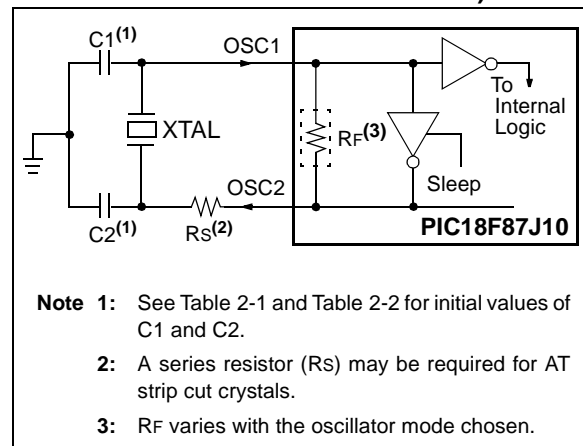 C1(1)
OSC1
To
Internal
Logic
XTAL
RF(3)
Sleep
OSC2
C2(1)
RS(2)
PIC18F87J10
Note 1: See Table 2-1 and Table 2-2 for initial values of
C1 and C2.
2: A series resistor (RS) may be required for AT
strip cut crystals.
3: RF varies with the oscillator mode chosen.